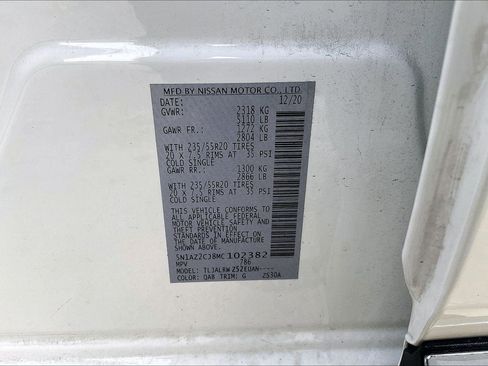 MFD BY NISSAN MOTOR CO., LTD.
DATE: 12/20
GVWR: 2318 KG
5110 LB
GAWR FR.: 1272 KG
2804 LB
WITH 235/55R20 TIRES
20 X 7.5 RIMS AT 35 PSI
COLD SINGLE
GAWR RR.: 1300 KG
2866 LB
WITH 235/55R20 TIRES
20 X 7.5 RIMS AT 35 PSI
COLD SINGLE
THIS VEHICLE CONFORMS TO
ALL APPLICABLE FEDERAL
MOTOR VEHICLE SAFETY
STANDARDS IN EFFECT
AND THEFT PREVENTION
ON THE DATE OF
MANUFACTURE SHOWN
ABOVE.
5N1AZ2CJ8MC102382
MPV 786
MODEL:
COLOR: QAB TRIM: G